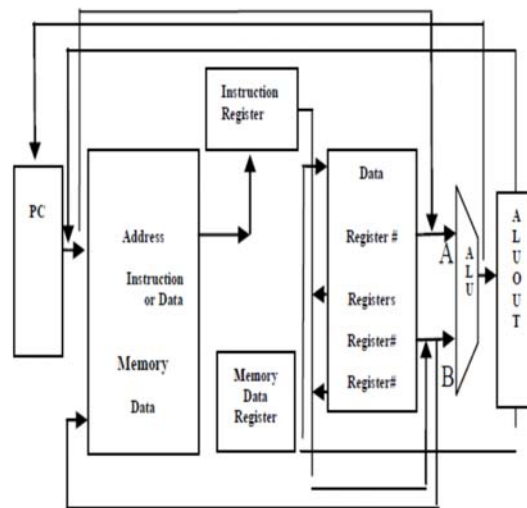 Instruction
Register
PC
Address
Instruction
or Data
Memory
Data
Memory
Data
Register
Data
Register #
Registers
Register#
Register#
A
B
A
L
U
A
L
U
O
U
T